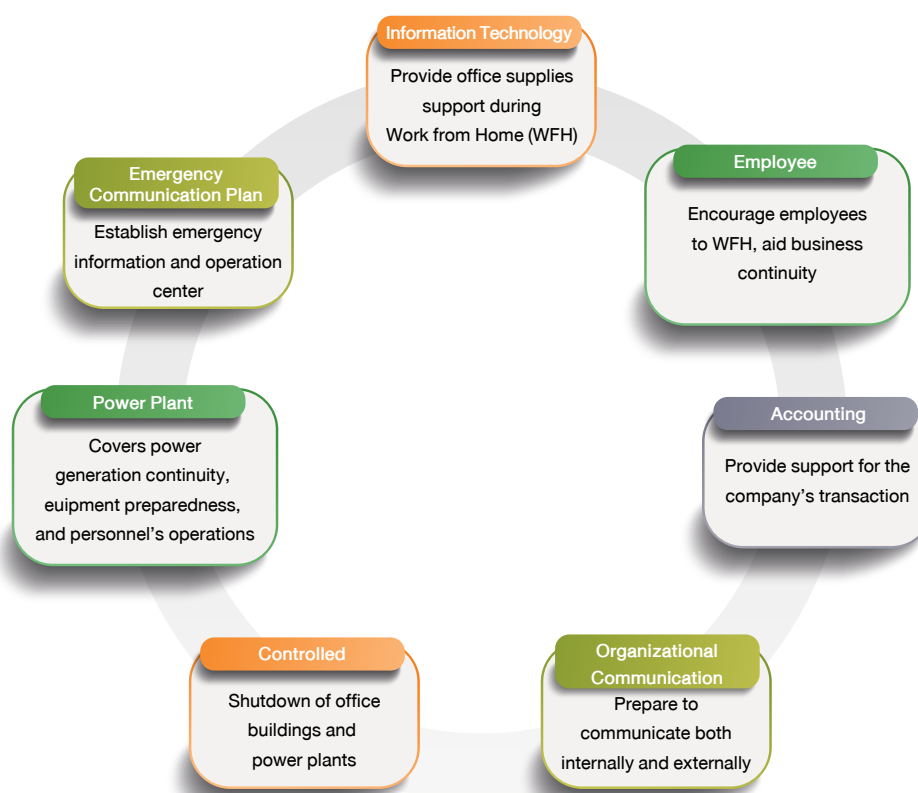 Information Technology
Provide office supplies
support during
Work from Home (WFH)
Employee
Encourage employees
to WFH, aid business
continuity
Accounting
Provide support for the
company's transaction
Organizational
Communication
Prepare to
communicate both
internally and externally
Controlled
Shutdown of office
buildings and
power plants
Power Plant
Covers power
generation continuity,
euipment preparedness,
and personnel's operations
Emergency
Communication Plan
Establish emergency
information and operation
center